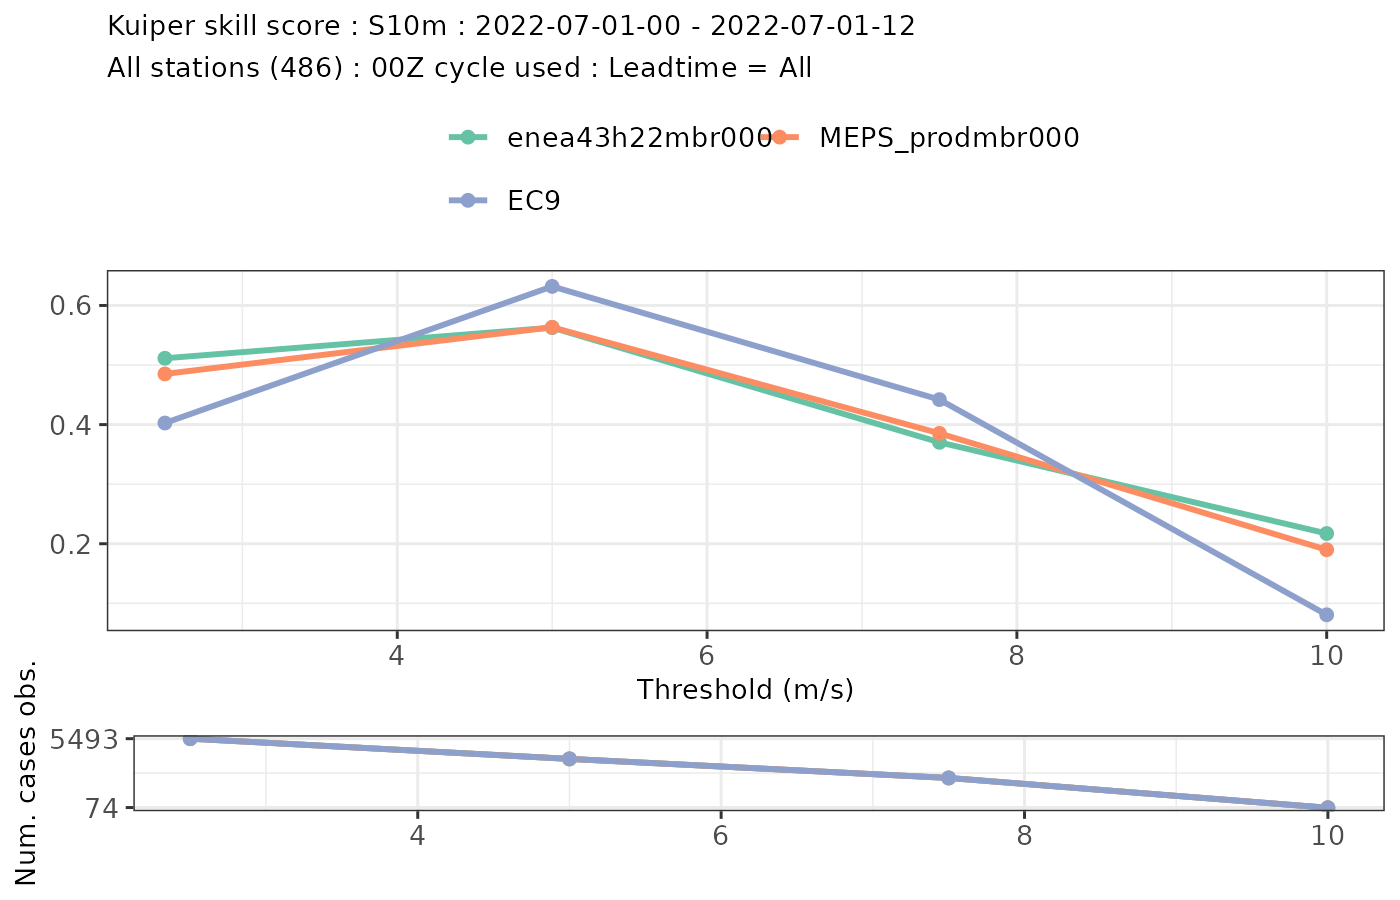 Kuiper skill score : S10m : 2022-07-01-00 - 2022-07-01-12
All stations (486) : 00Z cycle used : Leadtime = All
enea43h22mbr000 MEPS_prodmbr000
EC9
0.6
0.4
0.2
4 6 8 10
Threshold (m/s)
Num. cases obs.
5493
74
4 6 8 10